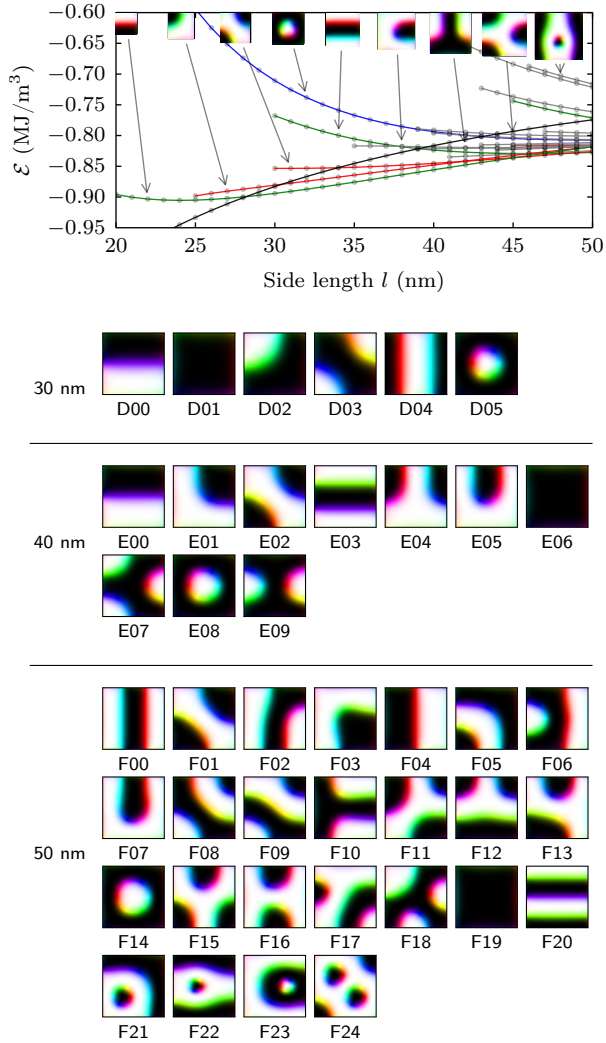 −0.60
−0.65
−0.70
−0.75
−0.80
−0.85
−0.90
−0.95
ℰ (MJ/m³)
20 25 30 35 40 45 50
Side length l (nm)
30 nm
D00 D01 D02 D03 D04 D05
40 nm
E00 E01 E02 E03 E04 E05 E06
E07 E08 E09
50 nm
F00 F01 F02 F03 F04 F05 F06
F07 F08 F09 F10 F11 F12 F13
F14 F15 F16 F17 F18 F19 F20
F21 F22 F23 F24